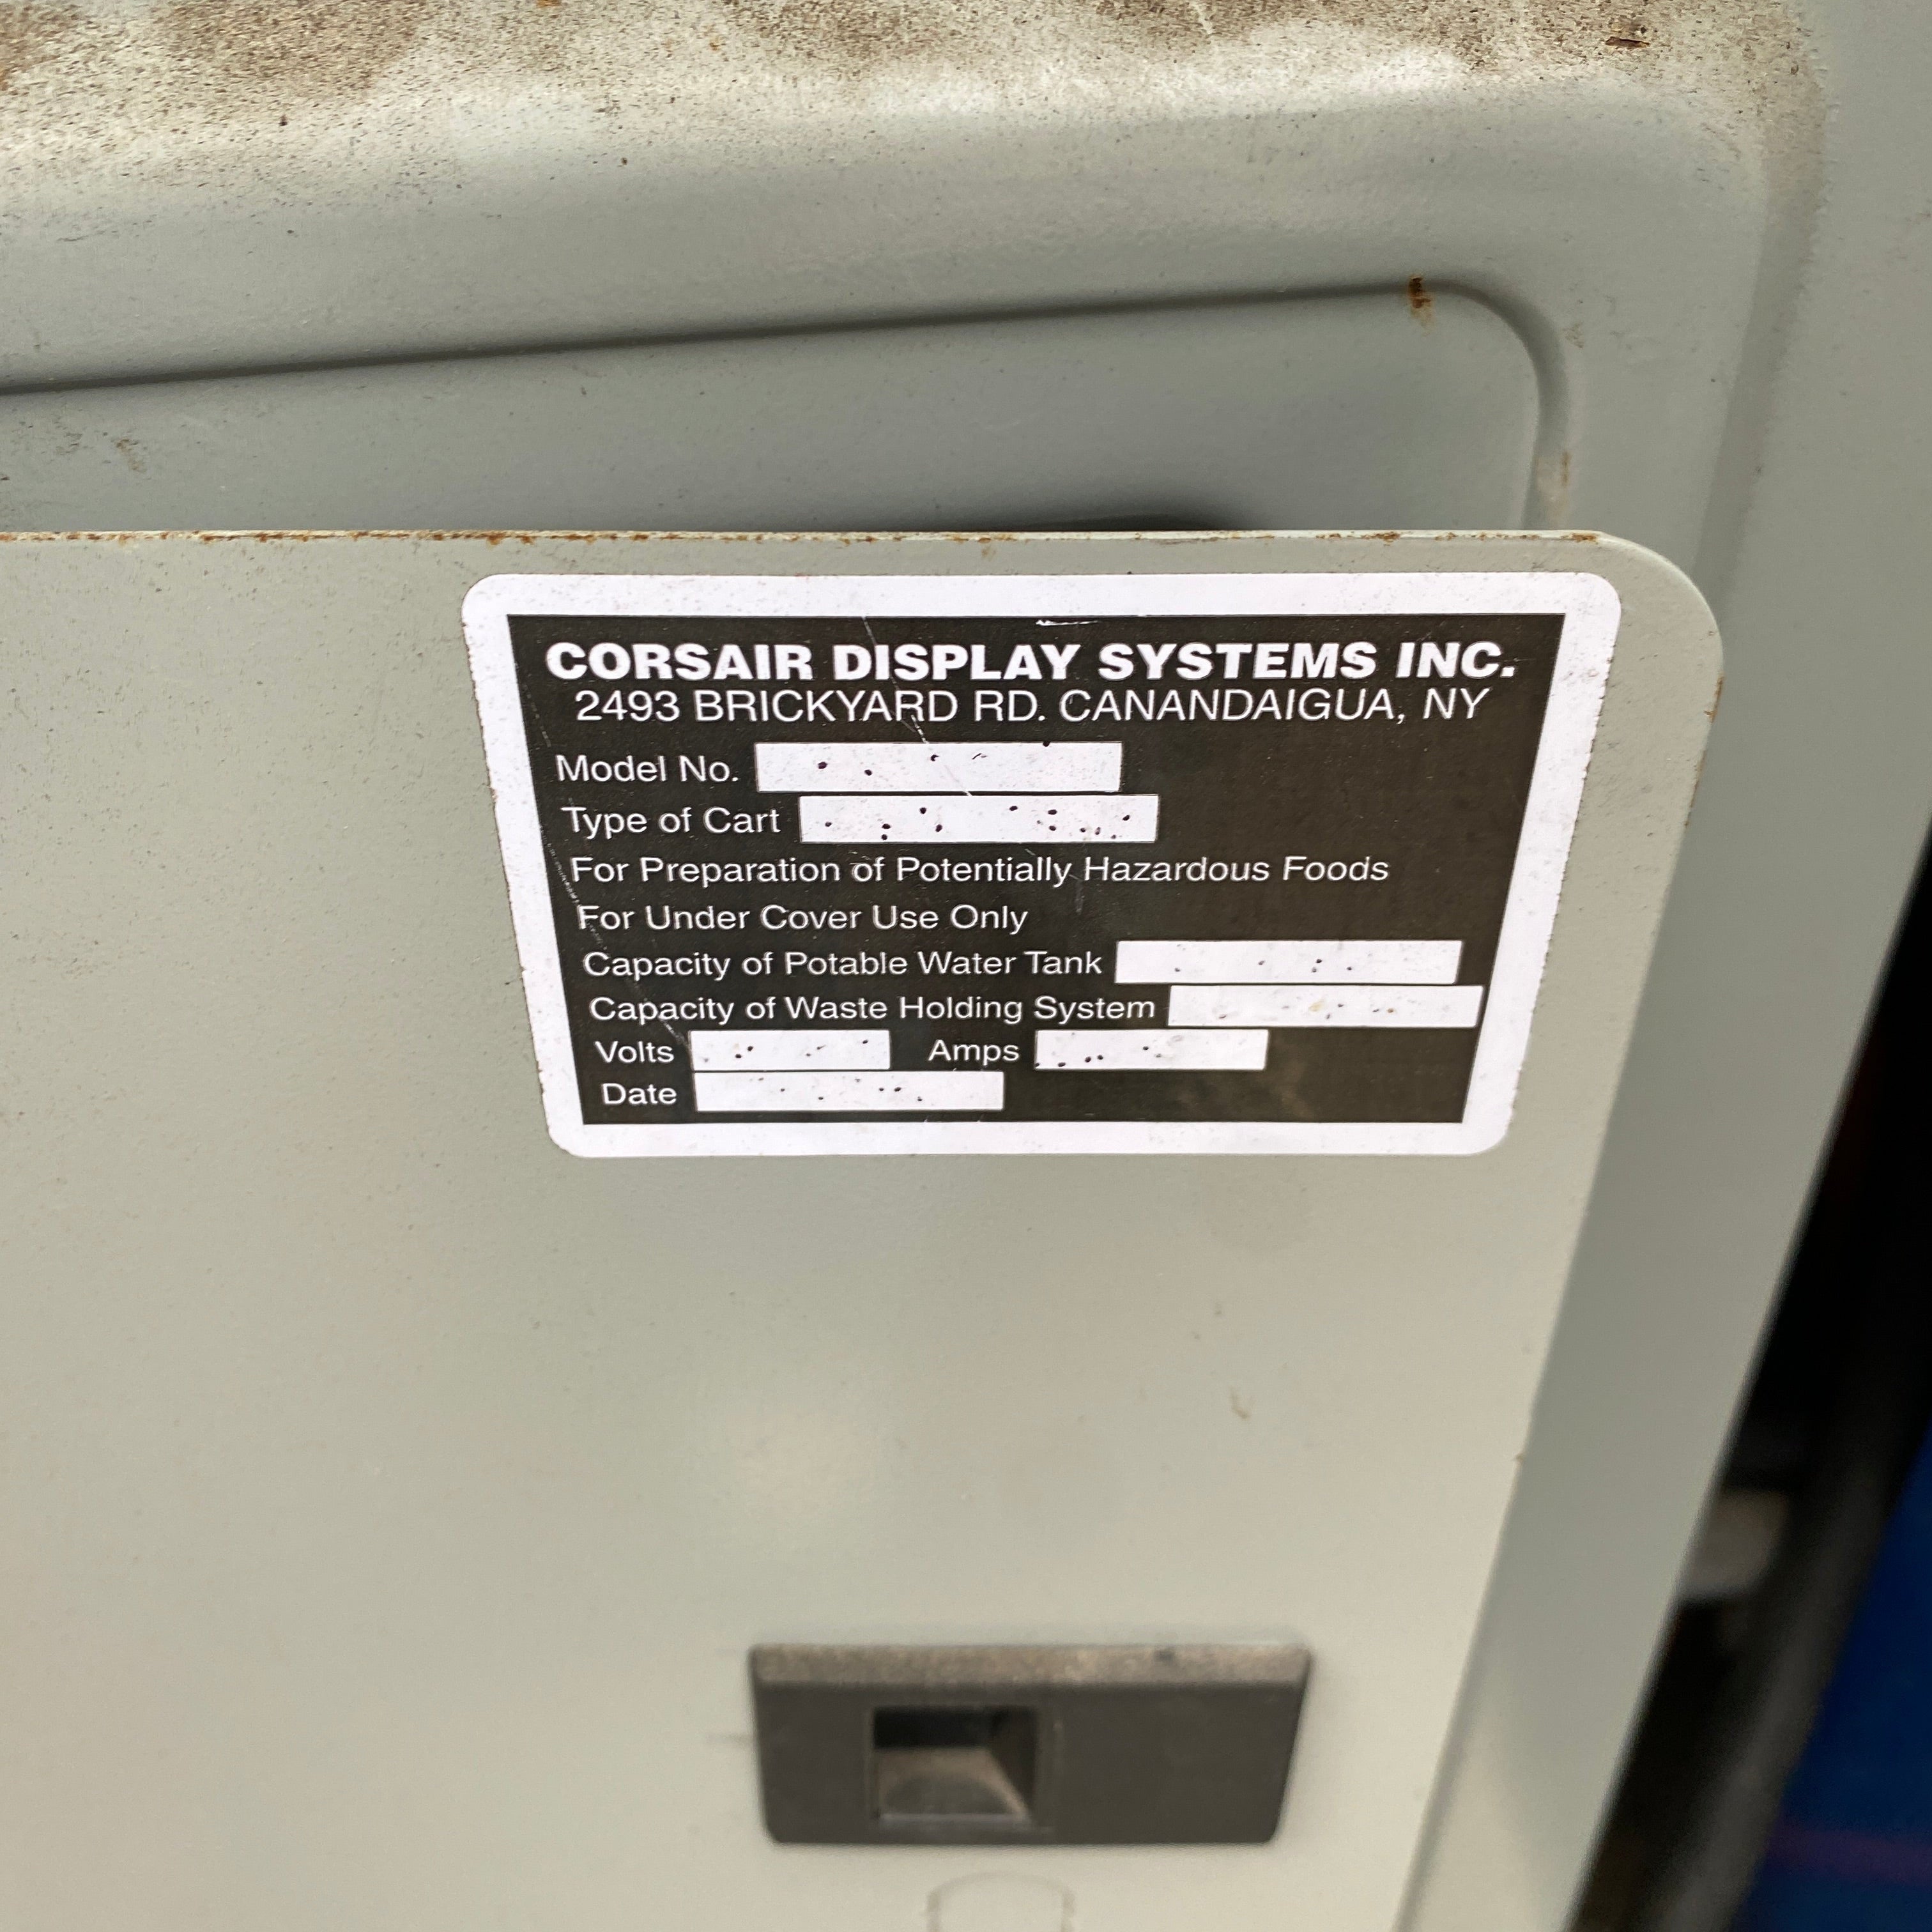 CORSAIR DISPLAY SYSTEMS INC.
2493 BRICKYARD RD. CANANDAIGUA, NY
Model No.
Type of Cart
For Preparation of Potentially Hazardous Foods
For Under Cover Use Only
Capacity of Potable Water Tank
Capacity of Waste Holding System
Volts Amps
Date